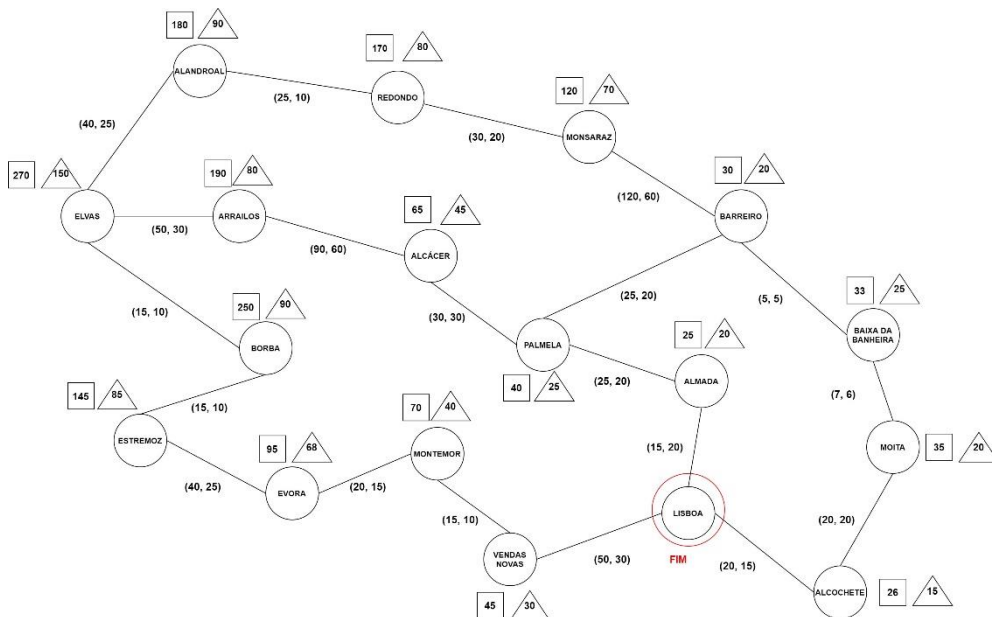 180 90
ALANDROAL
170 80
REDONDO
120 70
MONSARAZ
(25, 10)
(40, 25)
(30, 20)
270 150
ELVAS
190 80
ARRAILOS
30 20
BARREIRO
(120, 60)
65 45
ALCÁCER
(50, 30)
(90, 60)
(25, 20)
(5, 5)
33 25
BAIXA DA
BANHEIRA
(15, 10)
250 90
BORBA
(30, 30)
PALMELA
40 25
25 20
ALMADA
(25, 20)
(7, 6)
145 85
ESTREMOZ
(15, 10)
70 40
MONTEMOR
(15, 20)
MOITA
35 20
95 68
EVORA
(40, 25)
(20, 15)
LISBOA
FIM
(15, 10)
(20, 20)
VENDAS
NOVAS
45 30
(50, 30)
(20, 15)
ALCOCHETE
26 15